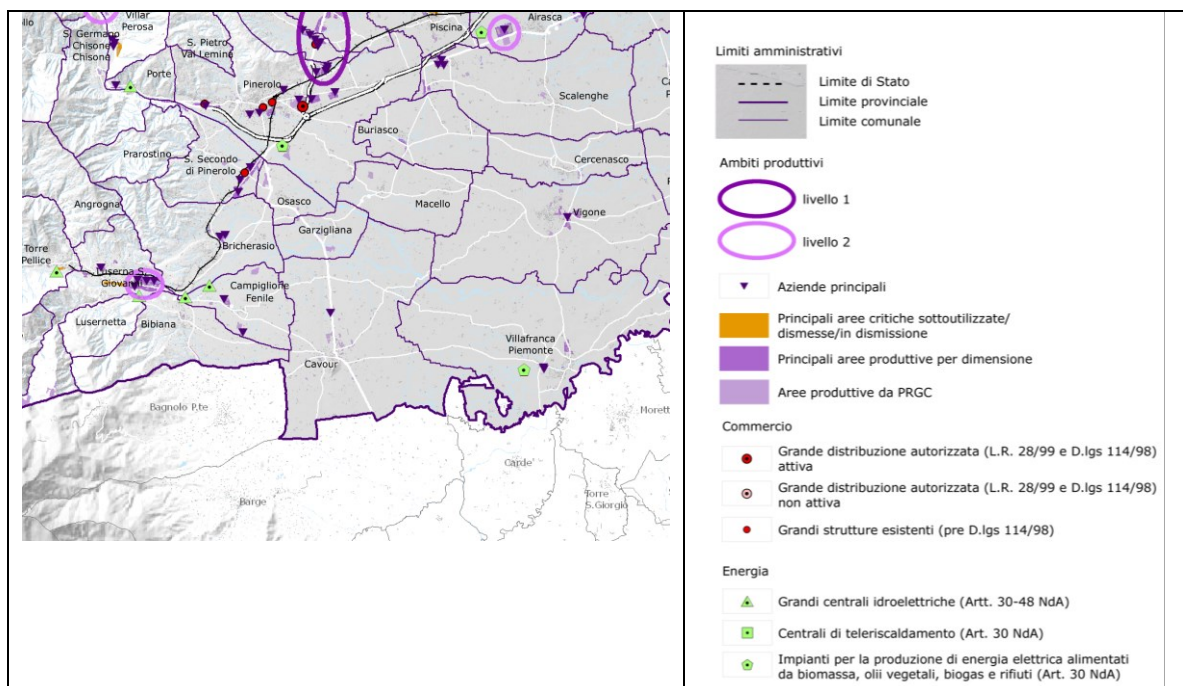 Villar
Perosa
Airasca
Piscina
S. Germano
Chisone
Chisone
S. Pietro
Val Lemina
Porte
Pinerolo
Scalenghe
Buriasco
Prarostino
S. Secondo
di Pinerolo
Cercenasco
Angrogna
Osasco
Macello
Vigone
Garzigliana
Torre
Pellice
Bricherasio
Luserna S.
Giovanni
Campiglione
Fenile
Lusernetta
Bibiana
Villafranca
Piemonte
Cavour
Bagnolo P.te
Morett
Cardè
Barge
Torre
S.Giorgio
Limiti amministrativi
Limite di Stato
Limite provinciale
Limite comunale
Ambiti produttivi
livello 1
livello 2
Aziende principali
Principali aree critiche sottoutilizzate/
dismesse/in dismissione
Principali aree produttive per dimensione
Aree produttive da PRGC
Commercio
Grande distribuzione autorizzata (L.R. 28/99 e D.lgs 114/98)
attiva
Grande distribuzione autorizzata (L.R. 28/99 e D.lgs 114/98)
non attiva
Grandi strutture esistenti (pre D.lgs 114/98)
Energia
Grandi centrali idroelettriche (Artt. 30-48 NdA)
Centrali di teleriscaldamento (Art. 30 NdA)
Impianti per la produzione di energia elettrica alimentati
da biomassa, olii vegetali, biogas e rifiuti (Art. 30 NdA)